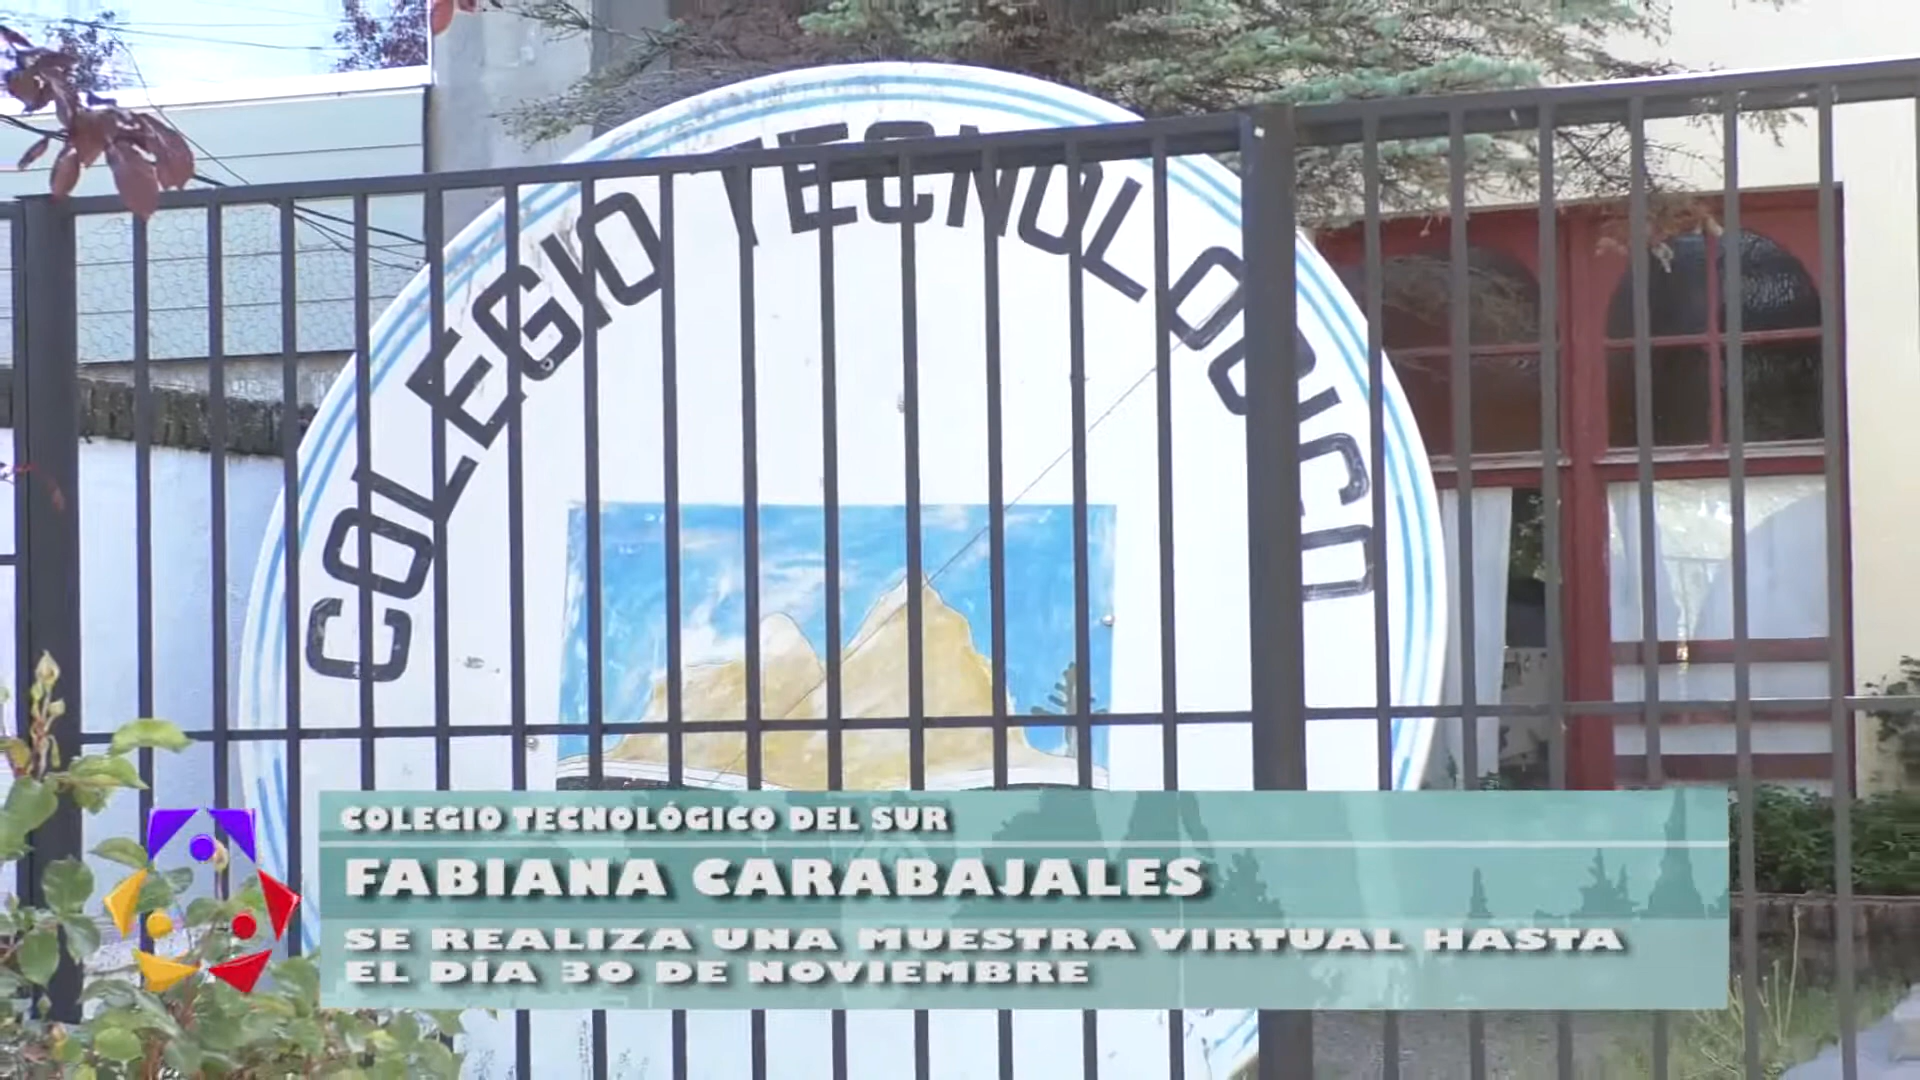 COLEGIO TECNOLOGICO
COLEGIO TECNOLÓGICO DEL SUR
FABIANA CARABAJALES
SE REALIZA UNA MUESTRA VIRTUAL HASTA
EL DÍA 30 DE NOVIEMBRE